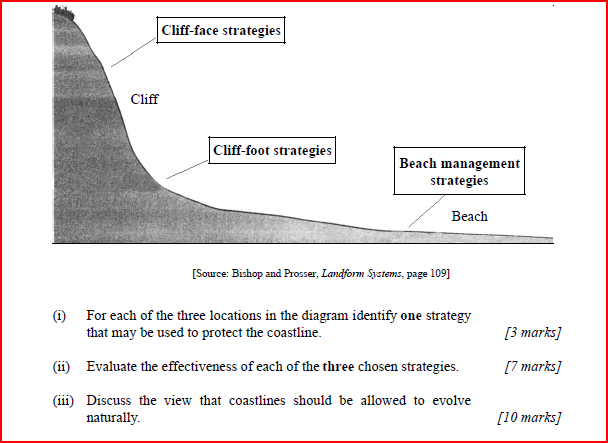 Cliff-face strategies
Cliff
Cliff-foot strategies
Beach management
strategies
Beach
[Source: Bishop and Prosser, Landform Systems, page 109]
(i) For each of the three locations in the diagram identify one strategy
that may be used to protect the coastline. [3 marks]
(ii) Evaluate the effectiveness of each of the three chosen strategies. [7 marks]
(iii) Discuss the view that coastlines should be allowed to evolve
naturally. [10 marks]